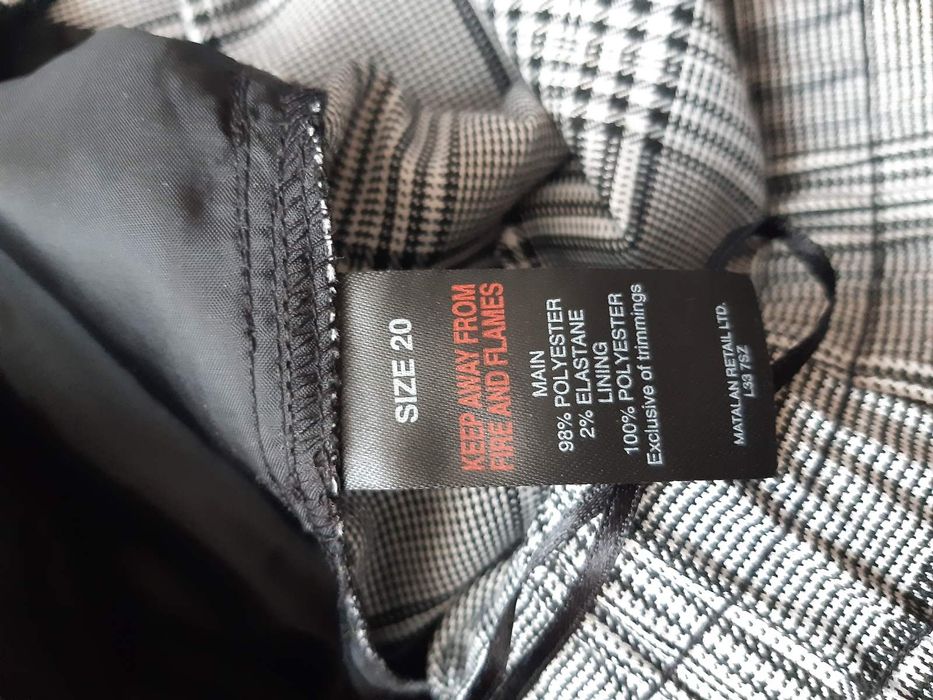 SIZE 20
KEEP AWAY FROM
FIRE AND FLAMES
MAIN
98% POLYESTER
2% ELASTANE
LINING
100% POLYESTER
Exclusive of trimmings
MATALAN RETAIL LTD.
L33 7SZ